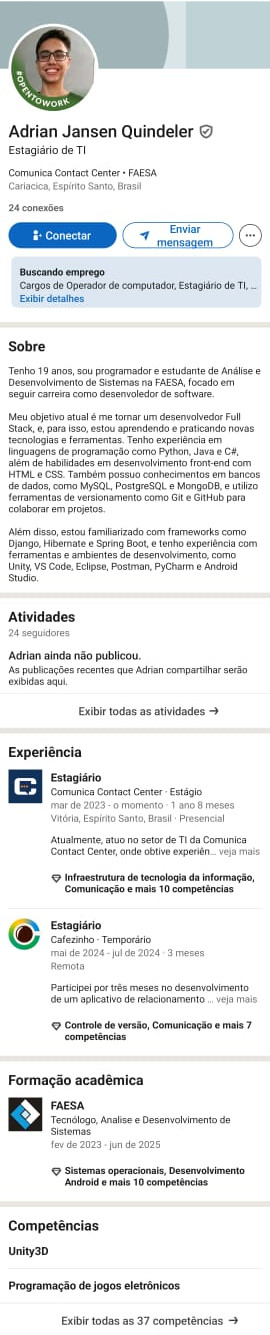 #OPENTOWORK
Adrian Jansen Quindeler
Estagiário de TI
Comunica Contact Center • FAESA
Cariacica, Espírito Santo, Brasil
24 conexões
Conectar
Enviar
mensagem
Buscando emprego
Cargos de Operador de computador, Estagiário de TI, ...
Exibir detalhes
Sobre
Tenho 19 anos, sou programador e estudante de Análise e
Desenvolvimento de Sistemas na FAESA, focado em
seguir carreira como desenvoledor de software.
Meu objetivo atual é me tornar um desenvolvedor Full
Stack, e, para isso, estou aprendendo e praticando novas
tecnologias e ferramentas. Tenho experiência em
linguagens de programação como Python, Java e C#,
além de habilidades em desenvolvimento front-end com
HTML e CSS. Também possuo conhecimentos em bancos
de dados, como MySQL, PostgreSQL e MongoDB, e utilizo
ferramentas de versionamento como Git e GitHub para
colaborar em projetos.
Além disso, estou familiarizado com frameworks como
Django, Hibernate e Spring Boot, e tenho experiência com
ferramentas e ambientes de desenvolvimento, como
Unity, VS Code, Eclipse, Postman, PyCharm e Android
Studio.
Atividades
24 seguidores
Adrian ainda não publicou.
As publicações recentes que Adrian compartilhar serão
exibidas aqui.
Exibir todas as atividades →
Experiência
Estagiário
Comunica Contact Center · Estágio
mar de 2023 - o momento · 1 ano 8 meses
Vitória, Espírito Santo, Brasil · Presencial
Atualmente, atuo no setor de TI da Comunica
Contact Center, onde obtive experiên... veja mais
Infraestrutura de tecnologia da informação,
Comunicação e mais 10 competências
Estagiário
Cafezinho · Temporário
mai de 2024 - jul de 2024 · 3 meses
Remota
Participei por três meses no desenvolvimento
de um aplicativo de relacionamento ... veja mais
Controle de versão, Comunicação e mais 7
competências
Formação acadêmica
FAESA
Tecnólogo, Analise e Desenvolvimento de
Sistemas
fev de 2023 - jun de 2025
Sistemas operacionais, Desenvolvimento
Android e mais 10 competências
Competências
Unity3D
Programação de jogos eletrônicos
Exibir todas as 37 competências →